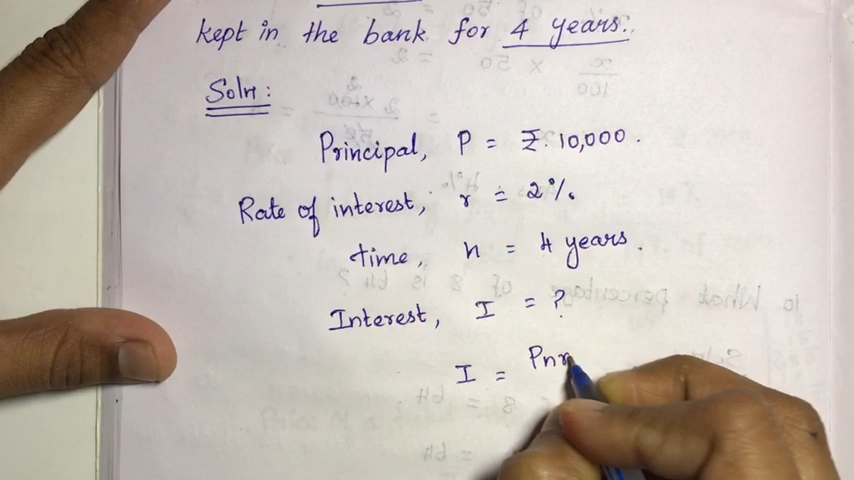 kept in the bank for 4 years.
Soln:
Principal, P = ₹. 10,000.
Rate of interest, r = 2%.
time, n = 4 years.
Interest, I = ?
I = Pnr